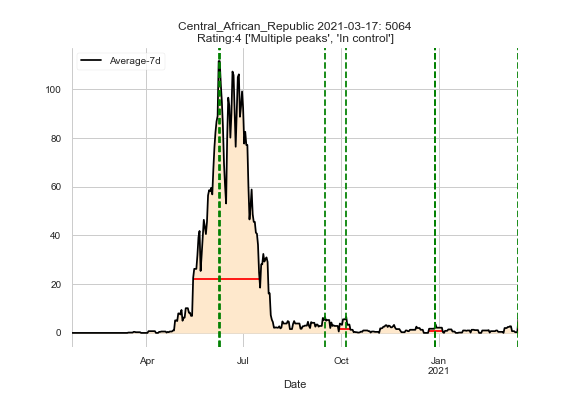 Central_African_Republic 2021-03-17: 5064
Rating:4 ['Multiple peaks', 'In control']
Average-7d
100
80
60
40
20
0
Apr
Jul
Oct
Jan
2021
Date